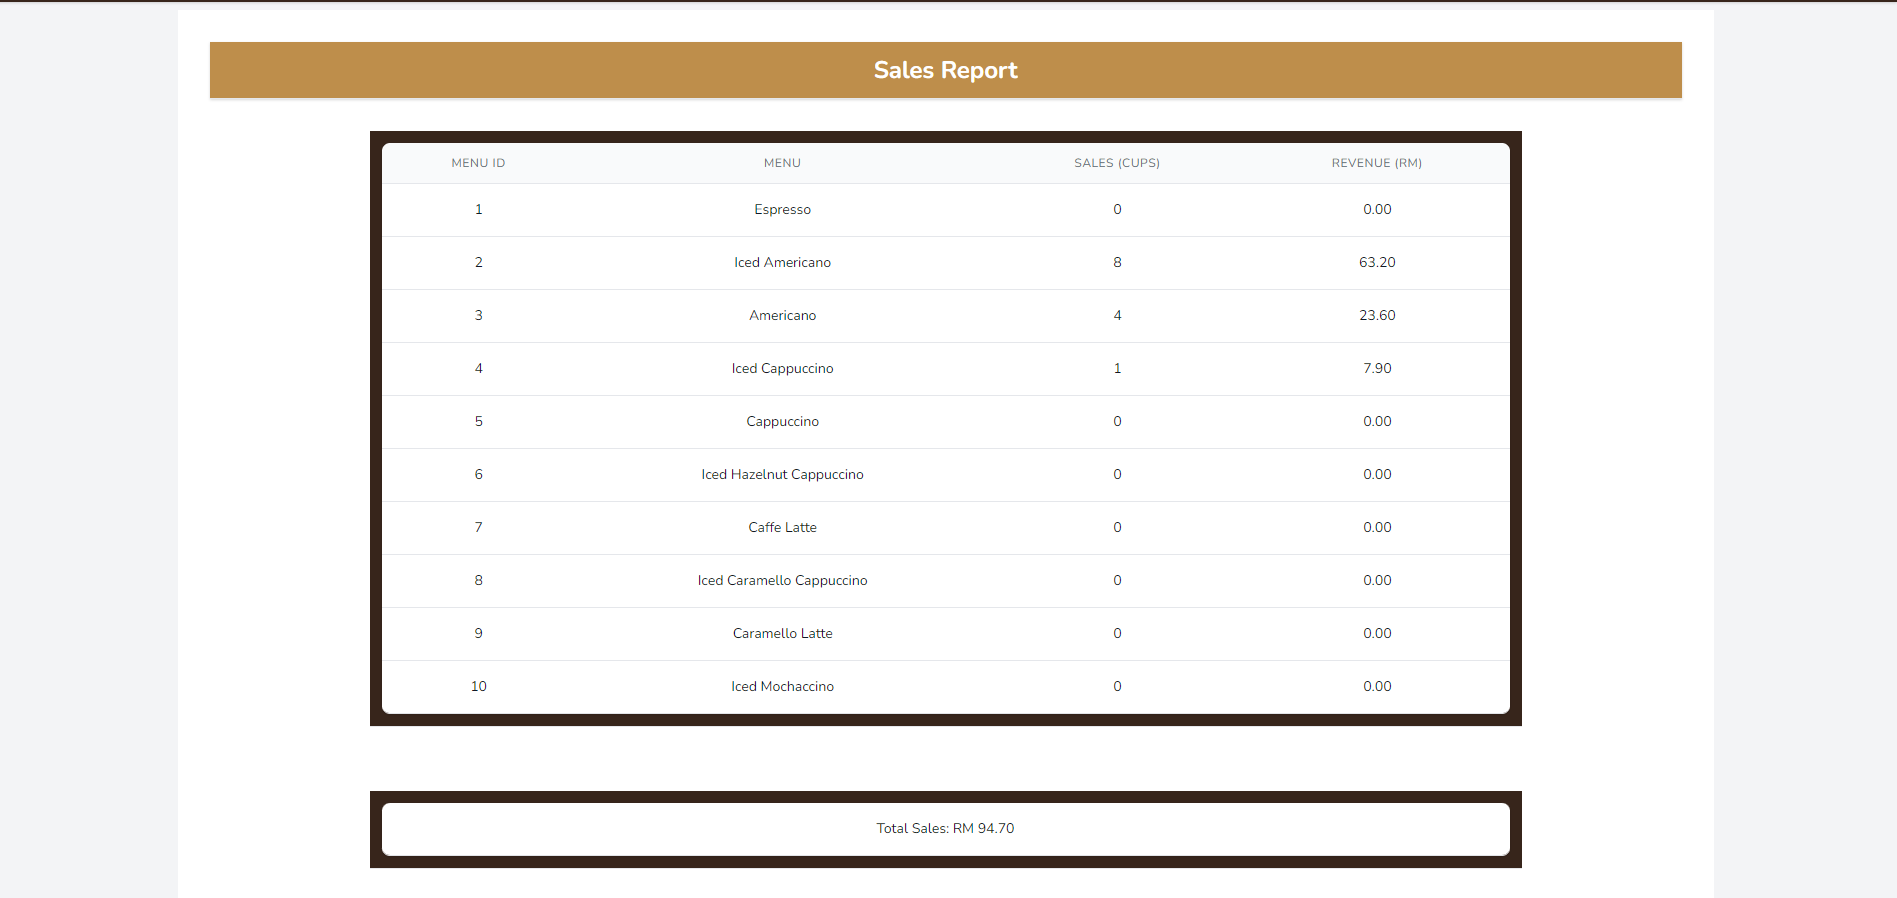 Sales Report
MENU ID MENU SALES (CUPS) REVENUE (RM)
1 Espresso 0 0.00
2 Iced Americano 8 63.20
3 Americano 4 23.60
4 Iced Cappuccino 1 7.90
5 Cappuccino 0 0.00
6 Iced Hazelnut Cappuccino 0 0.00
7 Caffe Latte 0 0.00
8 Iced Caramello Cappuccino 0 0.00
9 Caramello Latte 0 0.00
10 Iced Mochaccino 0 0.00
Total Sales: RM 94.70